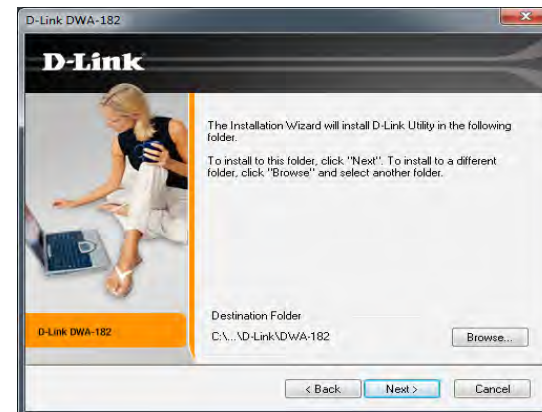 D-Link DWA-182
D-Link
The Installation Wizard will install D-Link Utility in the following
folder.
To install to this folder, click "Next". To install to a different
folder, click "Browse" and select another folder.
Destination Folder
D-Link DWA-182
C:\...\D-Link\DWA-182
Browse...
< Back
Next >
Cancel